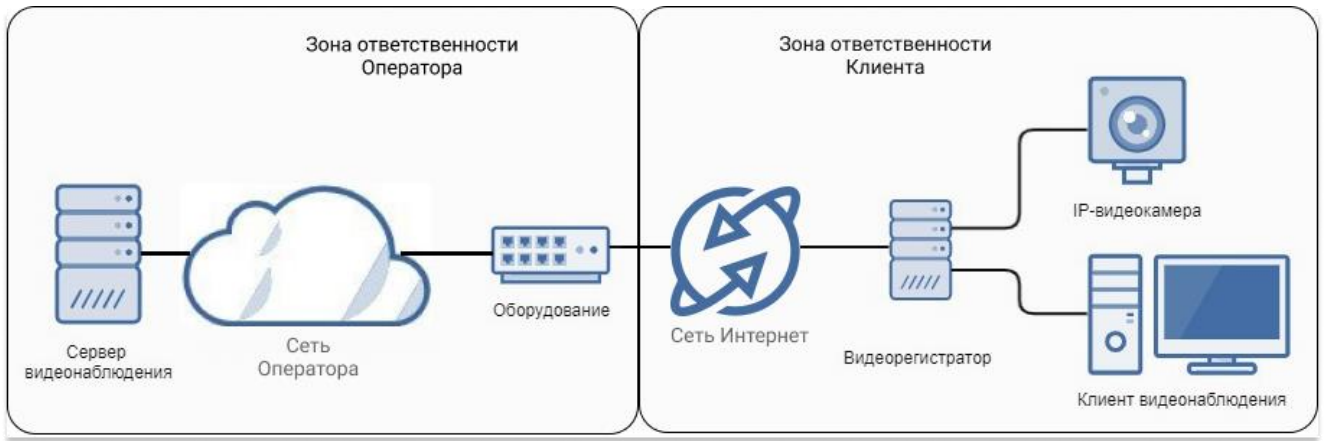 Зона ответственности
Оператора
Зона ответственности
Клиента
IP-видеокамера
Оборудование
Сеть Интернет
Сервер
видеонаблюдения
Сеть
Оператора
Видеорегистратор
Клиент видеонаблюдения